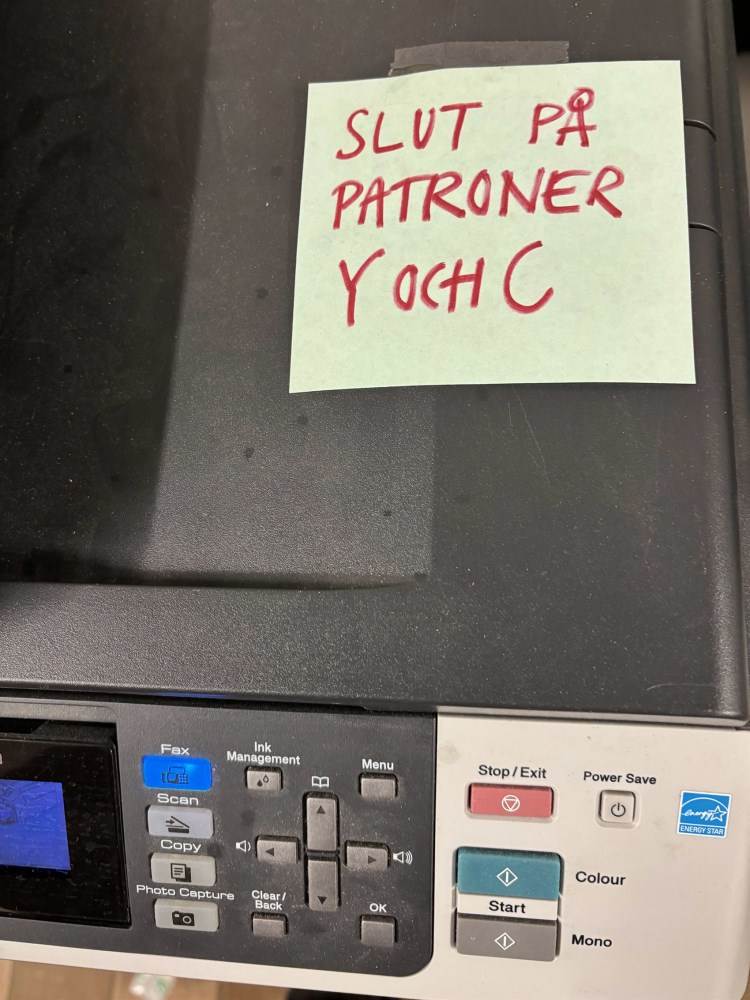 SLUT PÅ
PATRONER
Y OCH C
Fax
Ink
Management
Menu
Scan
Copy
Photo Capture
Clear/
Back
OK
Stop/Exit
Power Save
energy
ENERGY STAR
Colour
Start
Mono